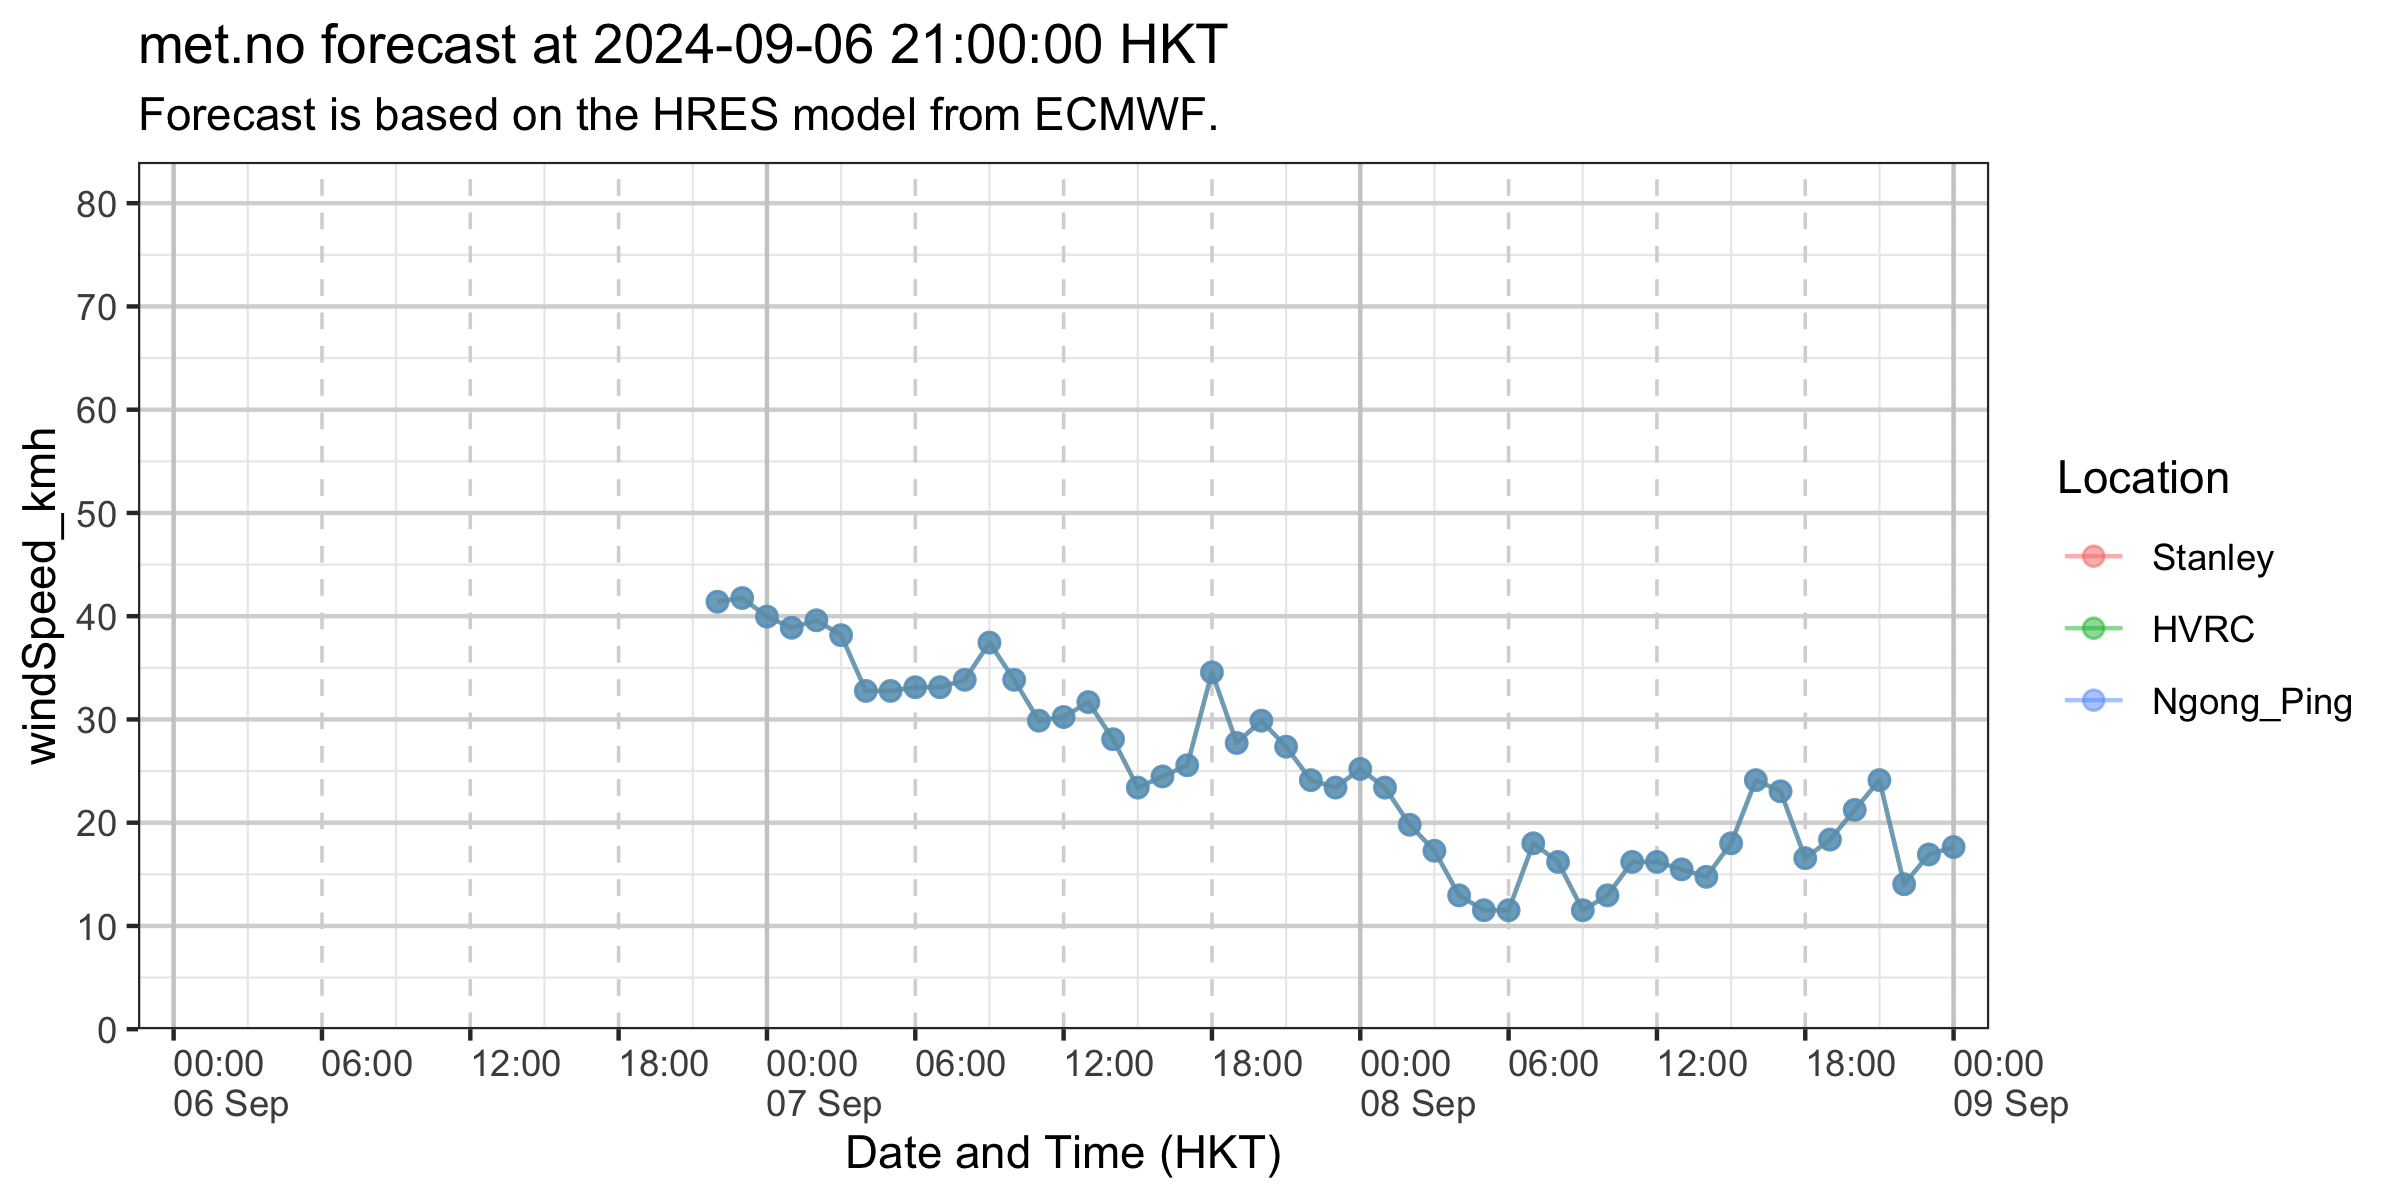 met.no forecast at 2024-09-06 21:00:00 HKT
Forecast is based on the HRES model from ECMWF.
windSpeed_kmh
80
70
60
50
40
30
20
10
0
00:00 06:00 12:00 18:00 00:00 06:00 12:00 18:00 00:00 06:00 12:00 18:00 00:00
06 Sep 07 Sep 08 Sep 09 Sep
Date and Time (HKT)
Location
Stanley
HVRC
Ngong_Ping